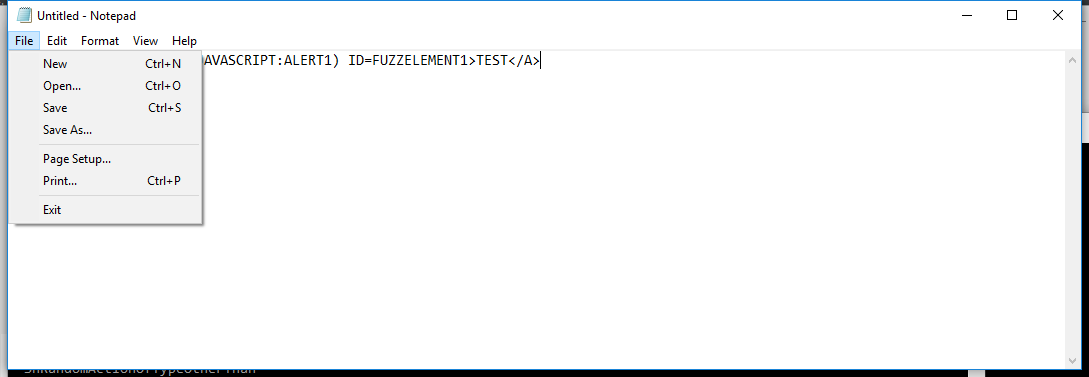 Untitled - Notepad
File Edit Format View Help
AVASCRIPT:ALERT1) ID=FUZZELEMENT1>TEST</A>
New Ctrl+N
Open... Ctrl+O
Save Ctrl+S
Save As...
Page Setup...
Print... Ctrl+P
Exit